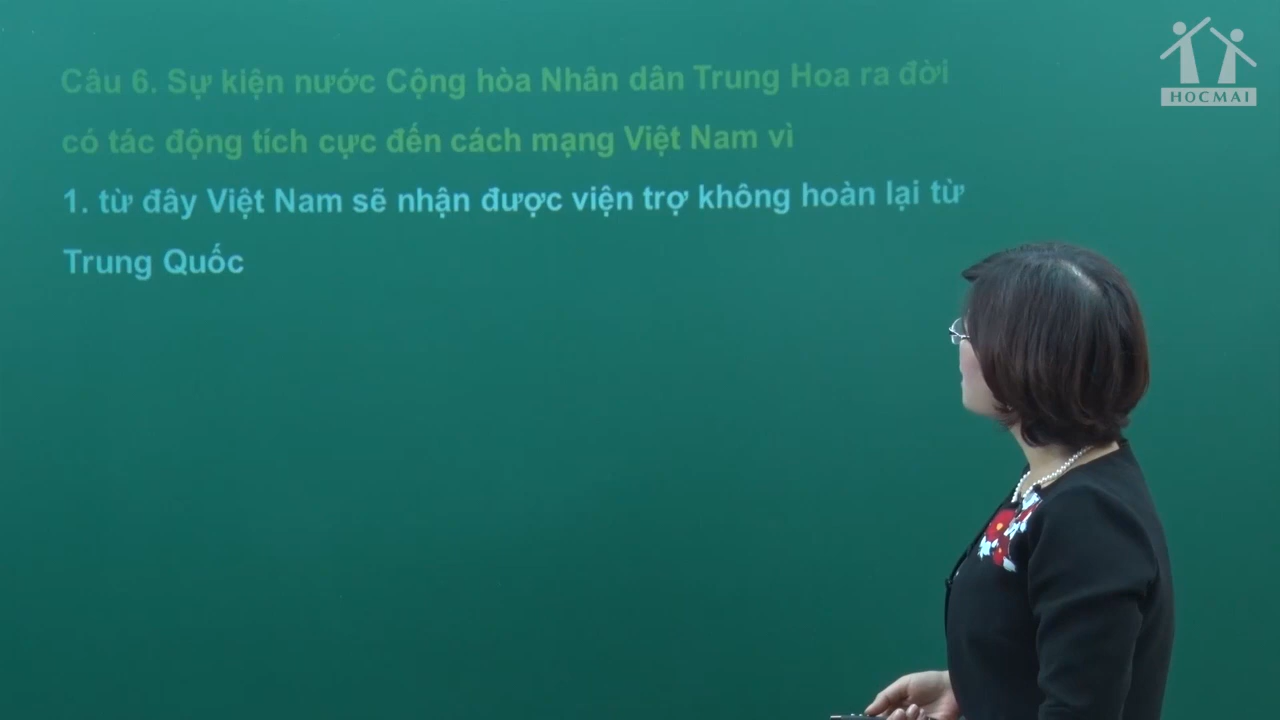 HOCMAI
Câu 6. Sự kiện nước Cộng hòa Nhân dân Trung Hoa ra đời
có tác động tích cực đến cách mạng Việt Nam vì
1. từ đây Việt Nam sẽ nhận được viện trợ không hoàn lại từ
Trung Quốc